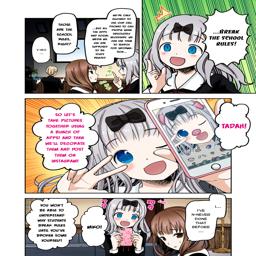 ...BREAK
THE SCHOOL
RULES!
THOSE
ARE THE
SCHOOL
RULES,
RIGHT?
SO LET'S
TAKE PICTURES
TOGETHER USING
A BUNCH OF
APPS! AND THEN
WE'LL DECORATE
THEM AND POST
THEM ON
INSTAGRAM!
TADAH!
YOU WON'T
BE ABLE TO
UNDERSTAND
WHY STUDENTS
BREAK RULES
UNTIL YOU'VE
BROKEN SOME
YOURSELF!
MIKO!
I'VE
N-NEVER
DONE
THAT
BEFORE...